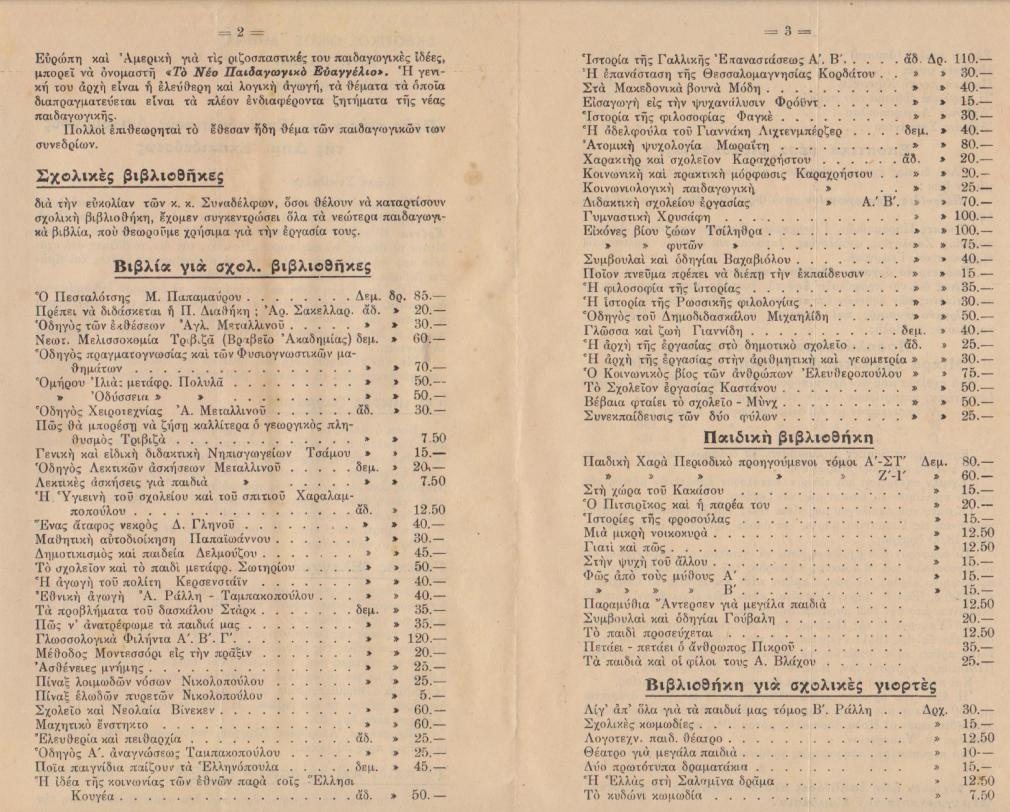 = 2 =
Εὐρώπη καὶ Ἀμερικὴ γιὰ τὶς ριζοσπαστικές του παιδαγωγικὲς ἰδέες,
μπορεῖ νὰ ὀνομαστῇ «Τὸ Νέο Παιδαγωγικὸ Εὐαγγέλιο». Ἡ γενι-
κή του ἀρχὴ εἶναι ἡ ἐλεύθερη καὶ λογικὴ ἀγωγή, τὰ θέματα τὰ ὁποῖα
διαπραγματεύεται εἶναι τὰ πλέον ἐνδιαφέροντα ζητήματα τῆς νέας
παιδαγωγικῆς.
Πολλοὶ ἐπιθεωρηταὶ τὸ ἔθεσαν ἤδη θέμα τῶν παιδαγωγικῶν των
συνεδρίων.
Σχολικὲς βιβλιοθῆκες
διὰ τὴν εὐκολίαν τῶν κ. κ. Συναδέλφων, ὅσοι θέλουν νὰ καταρτίσουν
σχολικὴ βιβλιοθήκη, ἔχομεν συγκεντρώσει ὅλα τὰ νεώτερα παιδαγωγι-
κὰ βιβλία, ποὺ θεωροῦμε χρήσιμα γιὰ τὴν ἐργασία τους.
Βιβλία γιὰ σχολ. βιβλιοθῆκες
Ὁ Πεσταλότσης Μ. Παπαμαύρου . . . . . . . . Δεμ. δρ. 85.—
Πρέπει νὰ διδάσκεται ἡ Π. Διαθήκη ; Ἀρ. Σακελλαρ. ἄδ. » 20.—
Ὁδηγὸς τῶν ἐκθέσεων Ἀγλ. Μεταλλινοῦ . . . . . » » 30.—
Νεωτ. Μελισσοκομία Τριβιζᾶ (Βραβεῖο Ἀκαδημίας) δεμ. » 60.—
Ὁδηγὸς πραγματογνωσίας καὶ τῶν Φυσιογνωστικῶν μα-
θημάτων . . . . . . . . . . . . . » » 70.—
Ὁμήρου Ἰλιὰς μετάφρ. Πολυλᾶ . . . . . . . . » » 50.—
» Ὀδύσσεια » » . . . . . . . . » » 50.—
Ὁδηγὸς Χειροτεχνίας Ἀ. Μεταλλινοῦ . . . . . . ἄδ. » 30.—
Πῶς θὰ μπορέσῃ νὰ ζήσῃ καλλίτερα ὁ γεωργικὸς πλη-
θυσμὸς Τριβιζᾶ . . . . . . . . . . . » » 7.50
Γενικὴ καὶ εἰδικὴ διδακτικὴ Νηπιαγωγείων Τσάμου » » 15.—
Ὁδηγὸς Λεκτικῶν ἀσκήσεων Μεταλλινοῦ . . . . . δεμ. » 20.—
Λεκτικὲς ἀσκήσεις γιὰ παιδιὰ » . . . . . » » 7.50
Ἡ Ὑγιεινὴ τοῦ σχολείου καὶ τοῦ σπιτιοῦ Χαραλαμ-
ποπούλου . . . . . . . . . . . . . ἄδ. » 12.50
Ἕνας ἄταφος νεκρὸς Δ. Γληνοῦ . . . . . . . . » » 40.—
Μαθητικὴ αὐτοδιοίκηση Παπαϊωάννου . . . . . . » » 30.—
Δημοτικισμὸς καὶ παιδεία Δελμούζου . . . . . . » » 45.—
Τὸ σχολεῖον καὶ τὸ παιδὶ μετάφρ. Σωτηρίου . . . . » » 50.—
Ἡ ἀγωγὴ τοῦ πολίτη Κερσενστάϊν . . . . . . . » » 40.—
Ἐθνικὴ ἀγωγὴ Ἀ. Ράλλη - Ταμπακοπούλου . . . . » » 40.—
Τὰ προβλήματα τοῦ δασκάλου Στάρκ . . . . . . δεμ. » 35.—
Πῶς ν' ἀνατρέφωμε τὰ παιδιά μας . . . . . . . » » 35.—
Γλωσσολογικὰ Φιλήντα Α΄. Β΄. Γ΄. . . . . . . . » » 120.—
Μέθοδος Μοντεσσόρι εἰς τὴν πρᾶξιν . . . . . . . » » 20.—
Ἀσθένειες μνήμης . . . . . . . . . . . . » » 25.—
Πίναξ λοιμωδῶν νόσων Νικολοπούλου . . . . . . » » 25.—
Πίναξ ἑλωδῶν πυρετῶν Νικολοπούλου . . . . . . » 5.—
Σχολεῖο καὶ Νεολαία Βίνεκεν . . . . . . . . . » » 60.—
Μαχητικὸ ἔνστηκτο . . . . . . . . . . . » » 60.—
Ἐλευθερία καὶ πειθαρχία . . . . . . . . . . ἄδ. » 25.—
Ὁδηγὸς Α΄. ἀναγνώσεως Ταμπακοπούλου . . . . . » » 25.—
Ποῖα παιγνίδια παίζουν τὰ Ἑλληνόπουλα . . . . . δεμ. » 45.—
Ἡ ἰδέα τῆς κοινωνίας τῶν ἐθνῶν παρὰ τοῖς Ἕλλησι
Κουγέα . . . . . . . . . . . . . . ἄδ. » 50.—
= 3 =
Ἱστορία τῆς Γαλλικῆς Ἐπαναστάσεως Α΄. Β΄. . . . . ἄδ. Δρ. 110.—
Ἡ ἐπανάσταση τῆς Θεσσαλομαγνησίας Κορδάτου . . » » 30.—
Στὰ Μακεδονικὰ βουνὰ Μόδη . . . . . . . . . » » 40.—
Εἰσαγωγὴ εἰς τὴν ψυχανάλυσιν Φρόϋντ . . . . . . » » 15.—
Ἱστορία τῆς φιλοσοφίας Φαγκὲ . . . . . . . . » » 30.—
Ἡ ἀδελφούλα τοῦ Γιαννάκη Λιχτενμπέρζερ . . . . δεμ. » 40.—
Ἀτομικὴ ψυχολογία Μωραΐτη . . . . . . . . . » » 80.—
Χαρακτὴρ καὶ σχολεῖον Καραχρήστου . . . . . . ἄδ. » 20.—
Κοινωνικὴ καὶ πρακτικὴ μόρφωσις Καραχρήστου . . » » 20.—
Κοινωνιολογικὴ παιδαγωγικὴ » . . » » 25.—
Διδακτικὴ σχολείου ἐργασίας » Α.΄ Β΄. » » 70.—
Γυμναστικὴ Χρυσάφη . . . . . . . . . . . » » 100.—
Εἰκόνες βίου ζώων Τσίληθρα . . . . . . . . . » » 100.—
» » φυτῶν » . . . . . . . . . » » 75.—
Συμβουλαὶ καὶ ὁδηγίαι Βαχαβιόλου . . . . . . . » » 40.—
Ποῖον πνεῦμα πρέπει νὰ διέπῃ τὴν ἐκπαίδευσιν . . » » 15.—
Ἡ φιλοσοφία τῆς ἱστορίας . . . . . . . . . . » » 35.—
Ἡ ἱστορία τῆς Ρωσσικῆς φιλολογίας . . . . . . . » » 30.—
Ὁδηγὸς τοῦ Δημοδιδασκάλου Μιχαηλίδη . . . . . » » 50.—
Γλῶσσα καὶ ζωὴ Γιαννίδη . . . . . . . . . . δεμ. » 40.—
Ἡ ἀρχὴ τῆς ἐργασίας στὸ δημοτικὸ σχολεῖο . . . . ἄδ. » 25.—
Ἡ ἀρχὴ τῆς ἐργασίας στὴν ἀριθμητικὴ καὶ γεωμετρία » » 30.—
Ὁ Κοινωνικὸς βίος τῶν ἀνθρώπων Ἐλευθεροπούλου » » 75.—
Τὸ Σχολεῖον ἐργασίας Καστάνου . . . . . . . . » » 50.—
Βέβαια φταίει τὸ σχολεῖο - Μύνχ . . . . . . . . » » 50.—
Συνεκπαίδευσις τῶν δύο φύλων . . . . . . . . » » 25.—
Παιδικὴ βιβλιοθήκη
Παιδικὴ Χαρὰ Περιοδικὸ προηγούμενοι τόμοι Α΄-ΣΤ΄ Δεμ. 80.—
» » » » » Ζ΄-Ι΄ » 60.—
Στὴ χώρα τοῦ Κακάσου . . . . . . . . . . . » 15.—
Ὁ Πιτσιρῖκος καὶ ἡ παρέα του . . . . . . . . . » 20.—
Ἱστορίες τῆς φροσούλας . . . . . . . . . . . » 15.—
Μιὰ μικρὴ νοικοκυρὰ . . . . . . . . . . . . » 12.50
Γιατὶ καὶ πῶς . . . . . . . . . . . . . . » 12.50
Στὴν ψυχὴ τοῦ ἄλλου . . . . . . . . . . . . » 15.—
Φῶς ἀπὸ τοὺς μύθους Α΄ . . . . . . . . . . . » 15.—
» » » » Β΄ . . . . . . . . . . . » 15.—
Παραμύθια Ἄντερσεν γιὰ μεγάλα παιδιὰ . . . . . 12.50
Συμβουλαὶ καὶ ὁδηγίαι Γούβαλη . . . . . . . . 20.—
Τὸ παιδὶ προσεύχεται . . . . . . . . . . . 12.50
Πετάει - πετάει ὁ ἄνθρωπος Πικροῦ . . . . . . . 35.—
Τὰ παιδιὰ καὶ οἱ φίλοι τους Α. Βλάχου . . . . . . 25.—
Βιβλιοθήκη γιὰ σχολικὲς γιορτὲς
Λίγ' ἀπ' ὅλα γιὰ τὰ παιδιά μας τόμος Β΄. Ράλλη . . Δρχ. 30.—
Σχολικὲς κωμωδίες . . . . . . . . . . . . . » 15.—
Λογοτεχν. παιδ. θέατρο . . . . . . . . . . . » 12.50
Θέατρο γιὰ μεγάλα παιδιὰ . . . . . . . . . . » 10.—
Δύο πρωτότυπα δραματάκια . . . . . . . . . . » 15.—
Ἡ Ἑλλὰς στὴ Σαλαμῖνα δρᾶμα . . . . . . . . . » 12.50
Τὸ κυδώνι κωμωδία . . . . . . . . . . . . » 7.50